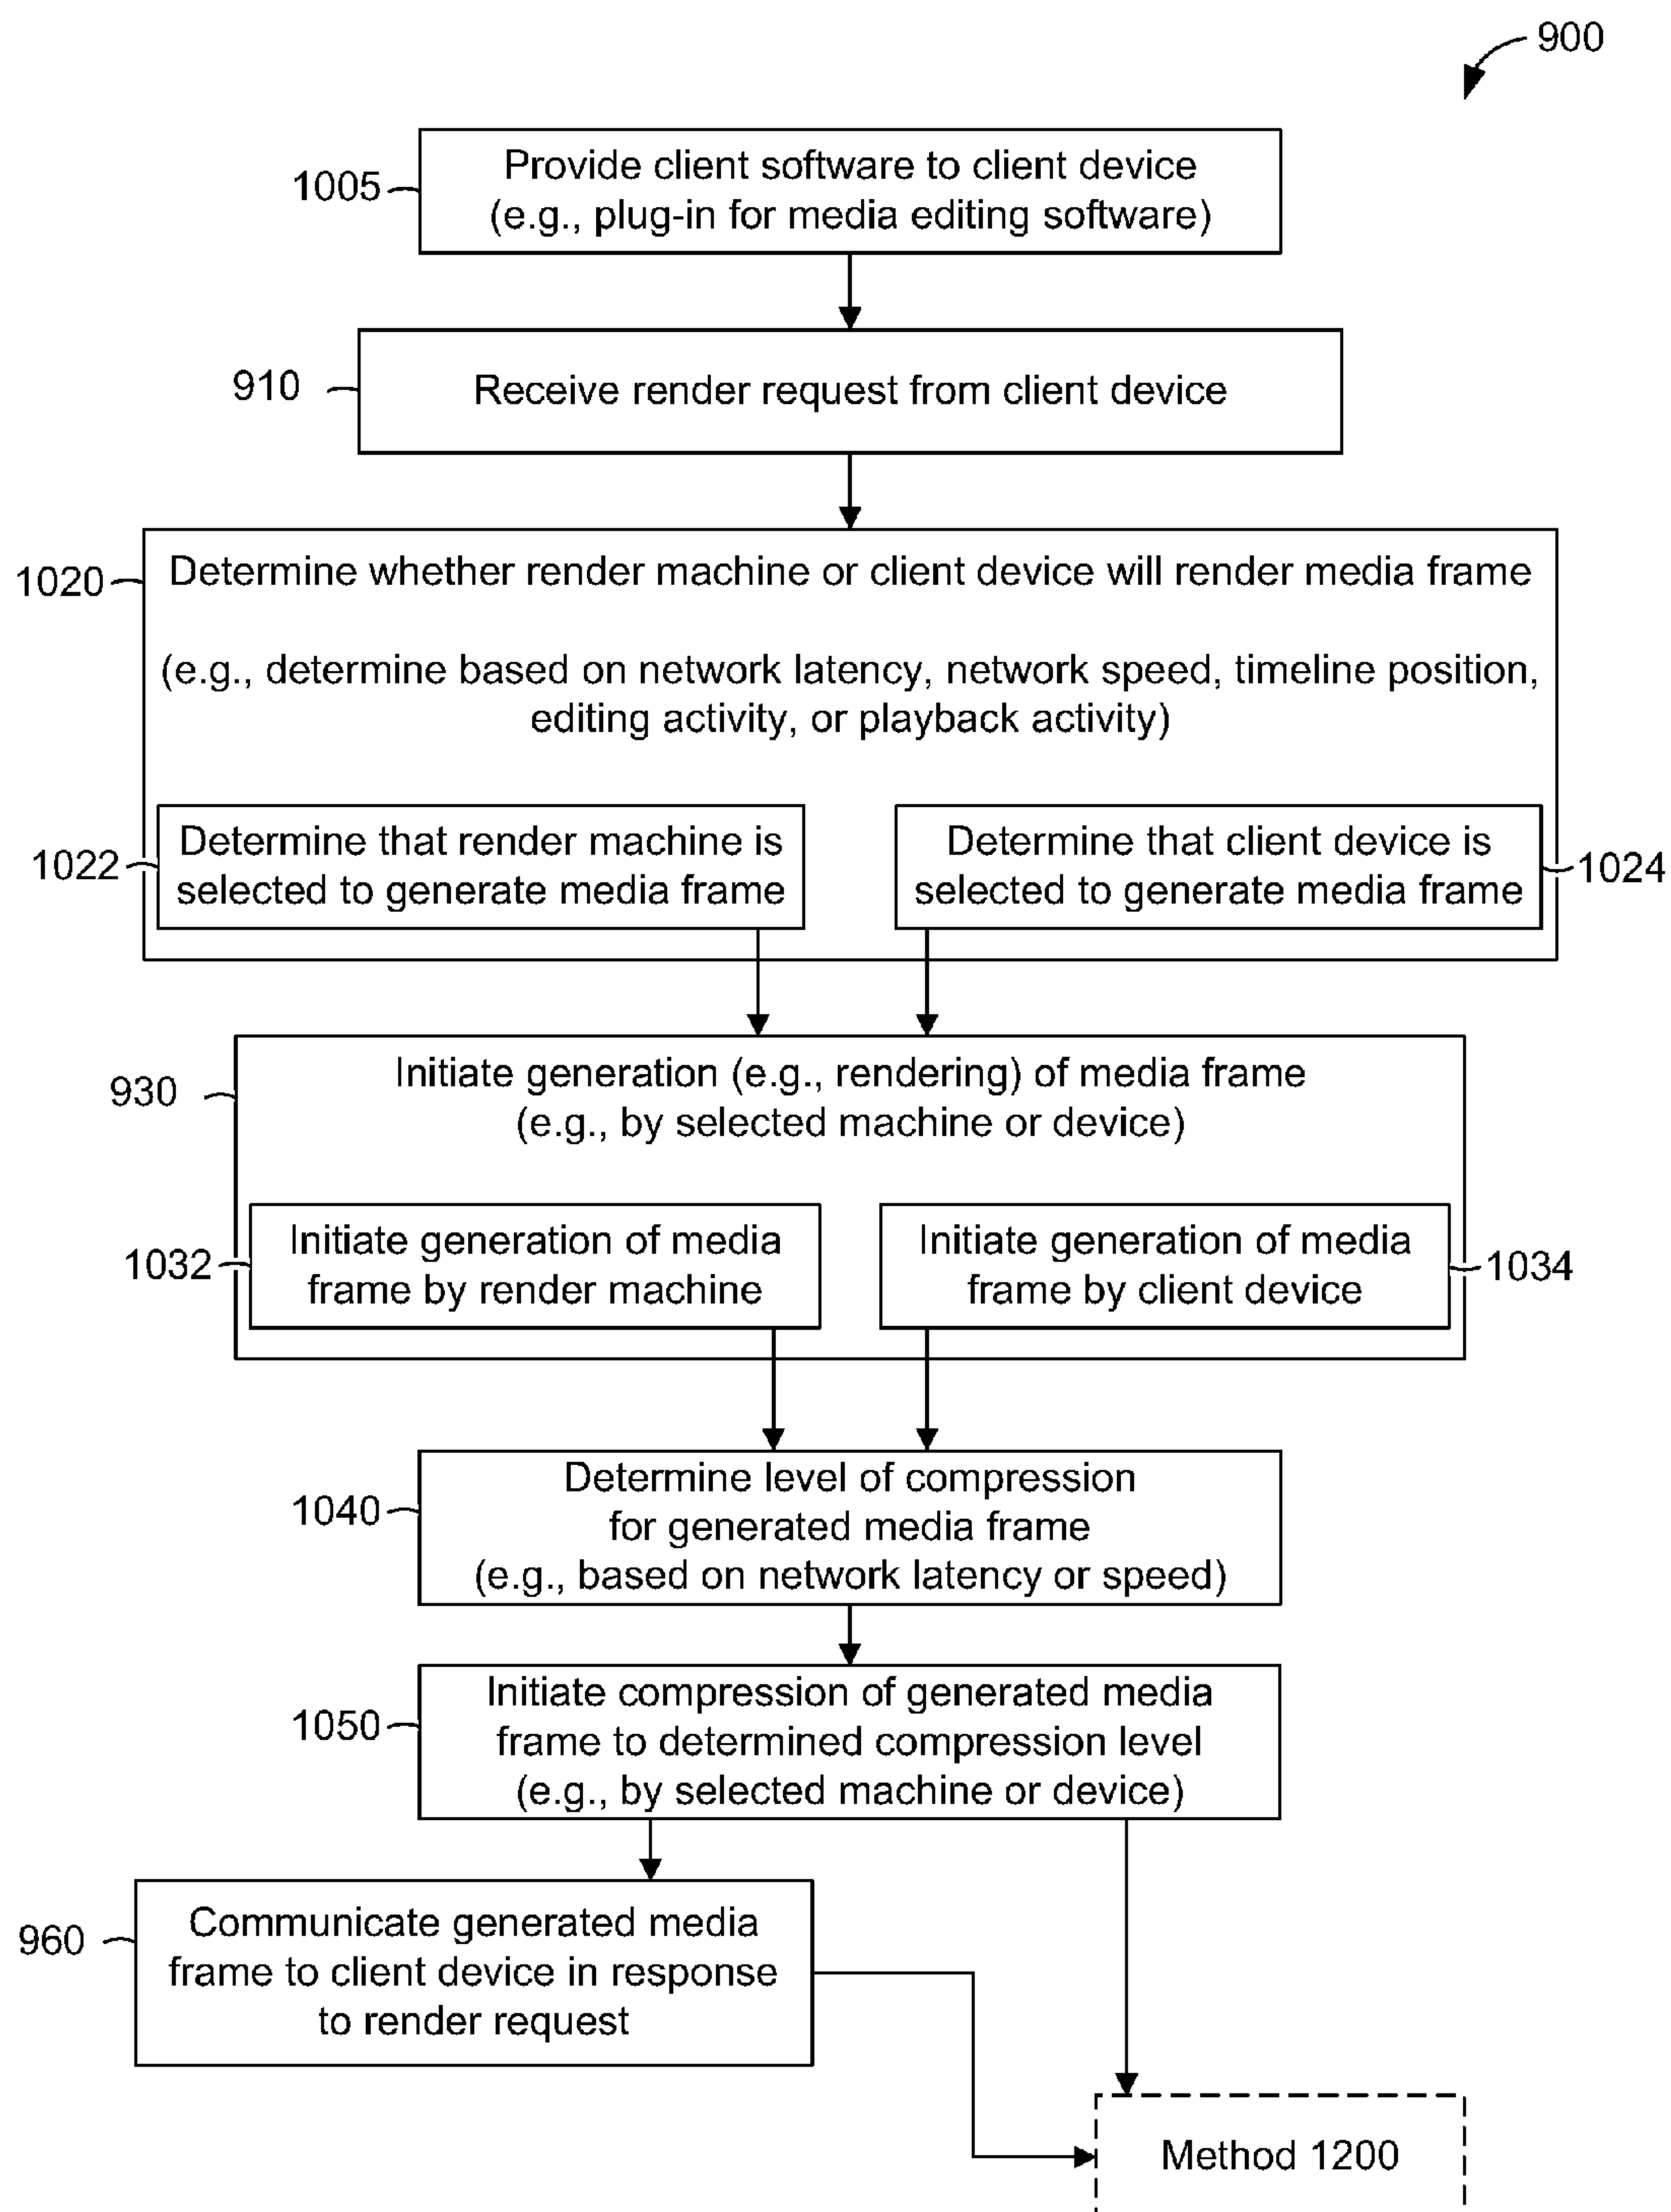 900
1005
Provide client software to client device
(e.g., plug-in for media editing software)
910
Receive render request from client device
1020
Determine whether render machine or client device will render media frame
(e.g., determine based on network latency, network speed, timeline position,
editing activity, or playback activity)
1022
Determine that render machine is
selected to generate media frame
Determine that client device is
selected to generate media frame
1024
930
Initiate generation (e.g., rendering) of media frame
(e.g., by selected machine or device)
1032
Initiate generation of media
frame by render machine
Initiate generation of media
frame by client device
1034
1040
Determine level of compression
for generated media frame
(e.g., based on network latency or speed)
1050
Initiate compression of generated media
frame to determined compression level
(e.g., by selected machine or device)
960
Communicate generated media
frame to client device in response
to render request
Method 1200